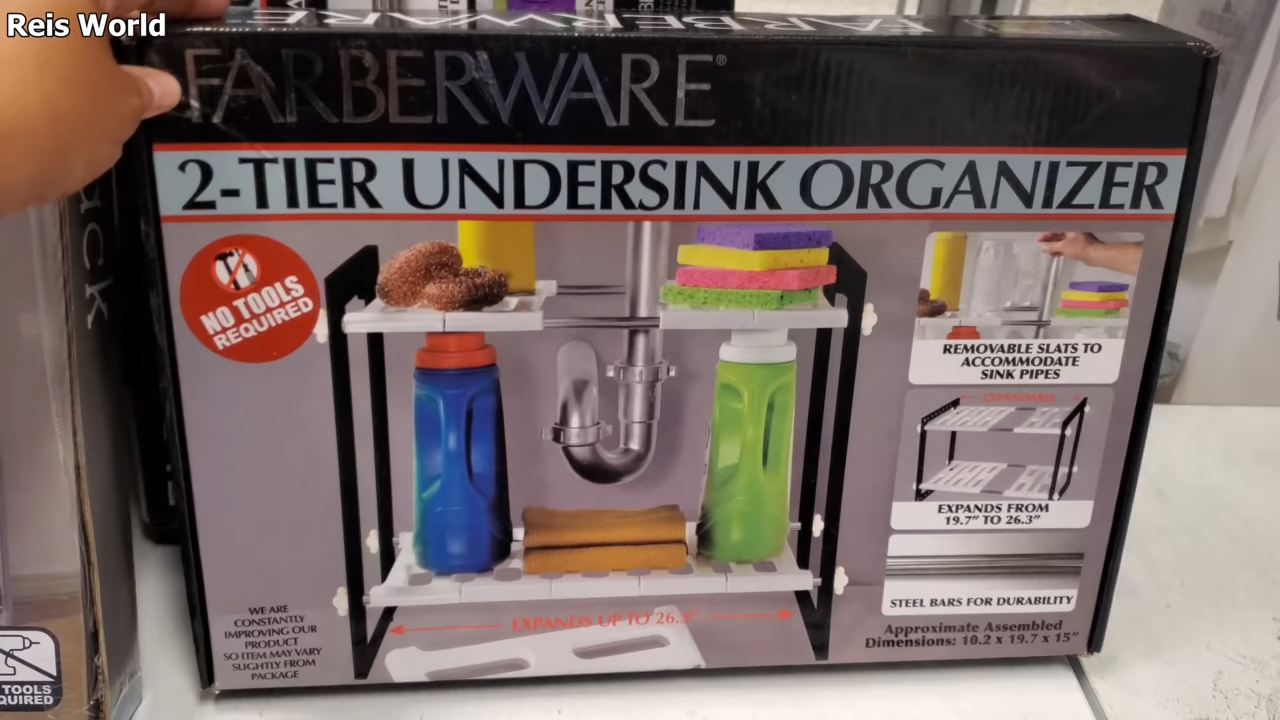 Reis World
FARBERWARE
FARBERWARE®
2-TIER UNDERSINK ORGANIZER
NO TOOLS
REQUIRED
REMOVABLE SLATS TO
ACCOMMODATE
SINK PIPES
EXPANDABLE
EXPANDS FROM
19.7" TO 26.3"
STEEL BARS FOR DURABILITY
EXPANDS UP TO 26.3"
WE ARE
CONSTANTLY
IMPROVING OUR
PRODUCT
SO ITEM MAY VARY
SLIGHTLY FROM
PACKAGE
Approximate Assembled
Dimensions: 10.2 x 19.7 x 15"
TOOLS